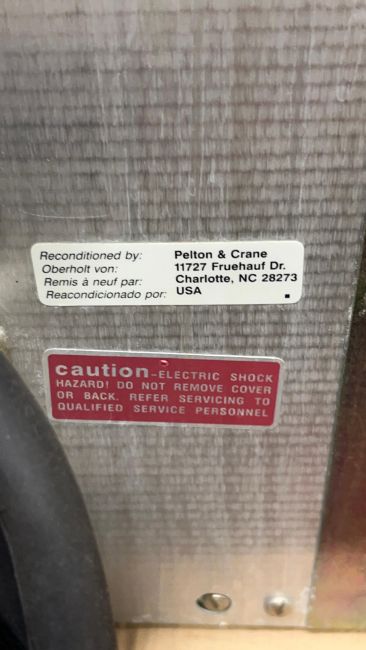 Reconditioned by: Pelton & Crane
Oberholt von: 11727 Fruehauf Dr.
Remis à neuf par: Charlotte, NC 28273
Reacondicionado por: USA
caution-ELECTRIC SHOCK
HAZARD! DO NOT REMOVE COVER
OR BACK. REFER SERVICING TO
QUALIFIED SERVICE PERSONNEL